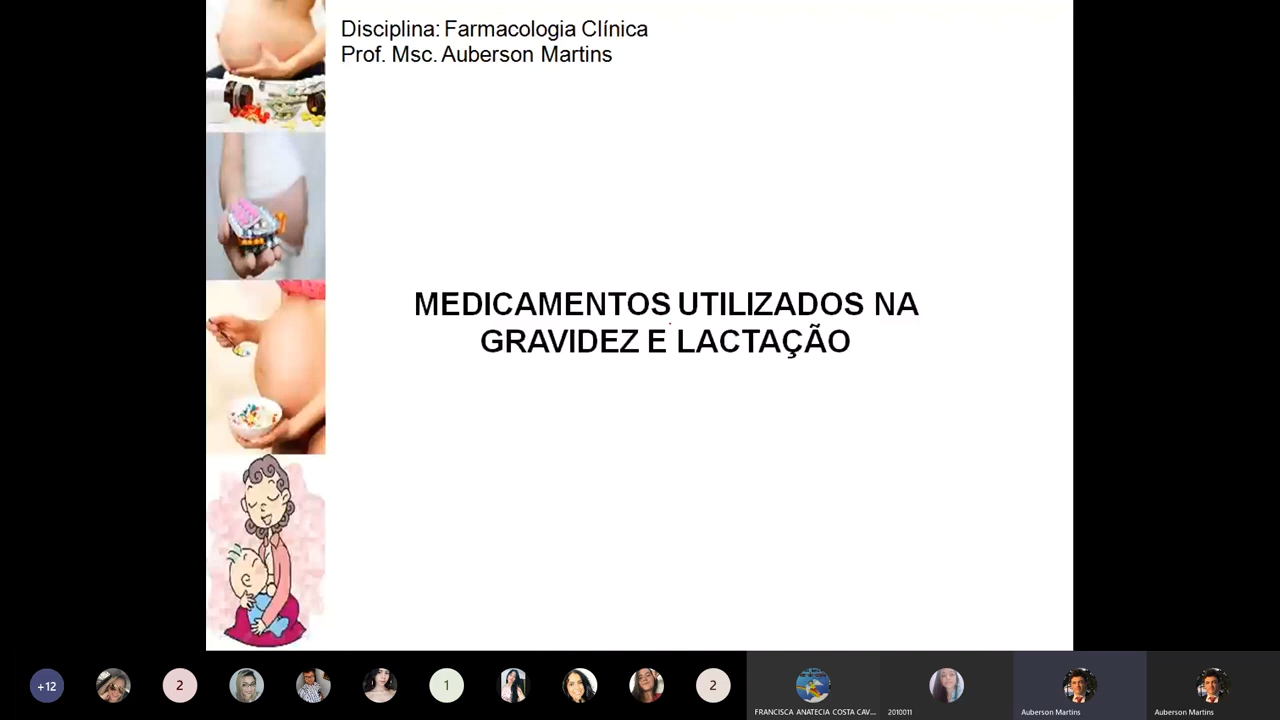 Disciplina: Farmacologia Clínica
Prof. Msc. Auberson Martins
MEDICAMENTOS UTILIZADOS NA
GRAVIDEZ E LACTAÇÃO
+12
2
1
2
FRANCISCA ANATECIA COSTA CAV...
2010011
Auberson Martins
Auberson Martins